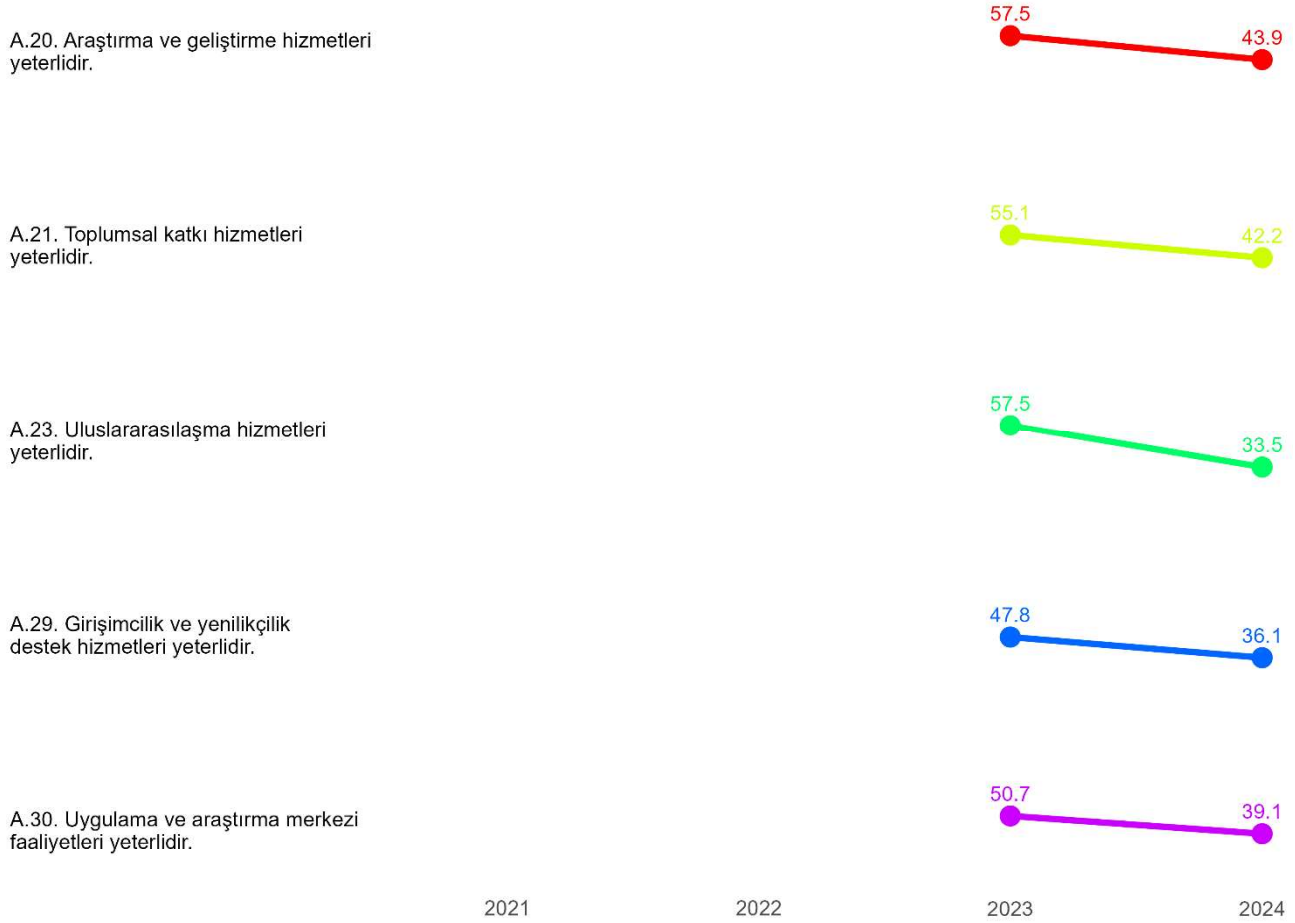 57.5
A.20. Araştırma ve geliştirme hizmetleri
yeterlidir.
43.9
55.1
A.21. Toplumsal katkı hizmetleri
yeterlidir.
42.2
57.5
A.23. Uluslararasılaşma hizmetleri
yeterlidir.
33.5
47.8
A.29. Girişimcilik ve yenilikçilik
destek hizmetleri yeterlidir.
36.1
50.7
A.30. Uygulama ve araştırma merkezi
faaliyetleri yeterlidir.
39.1
2021 2022 2023 2024